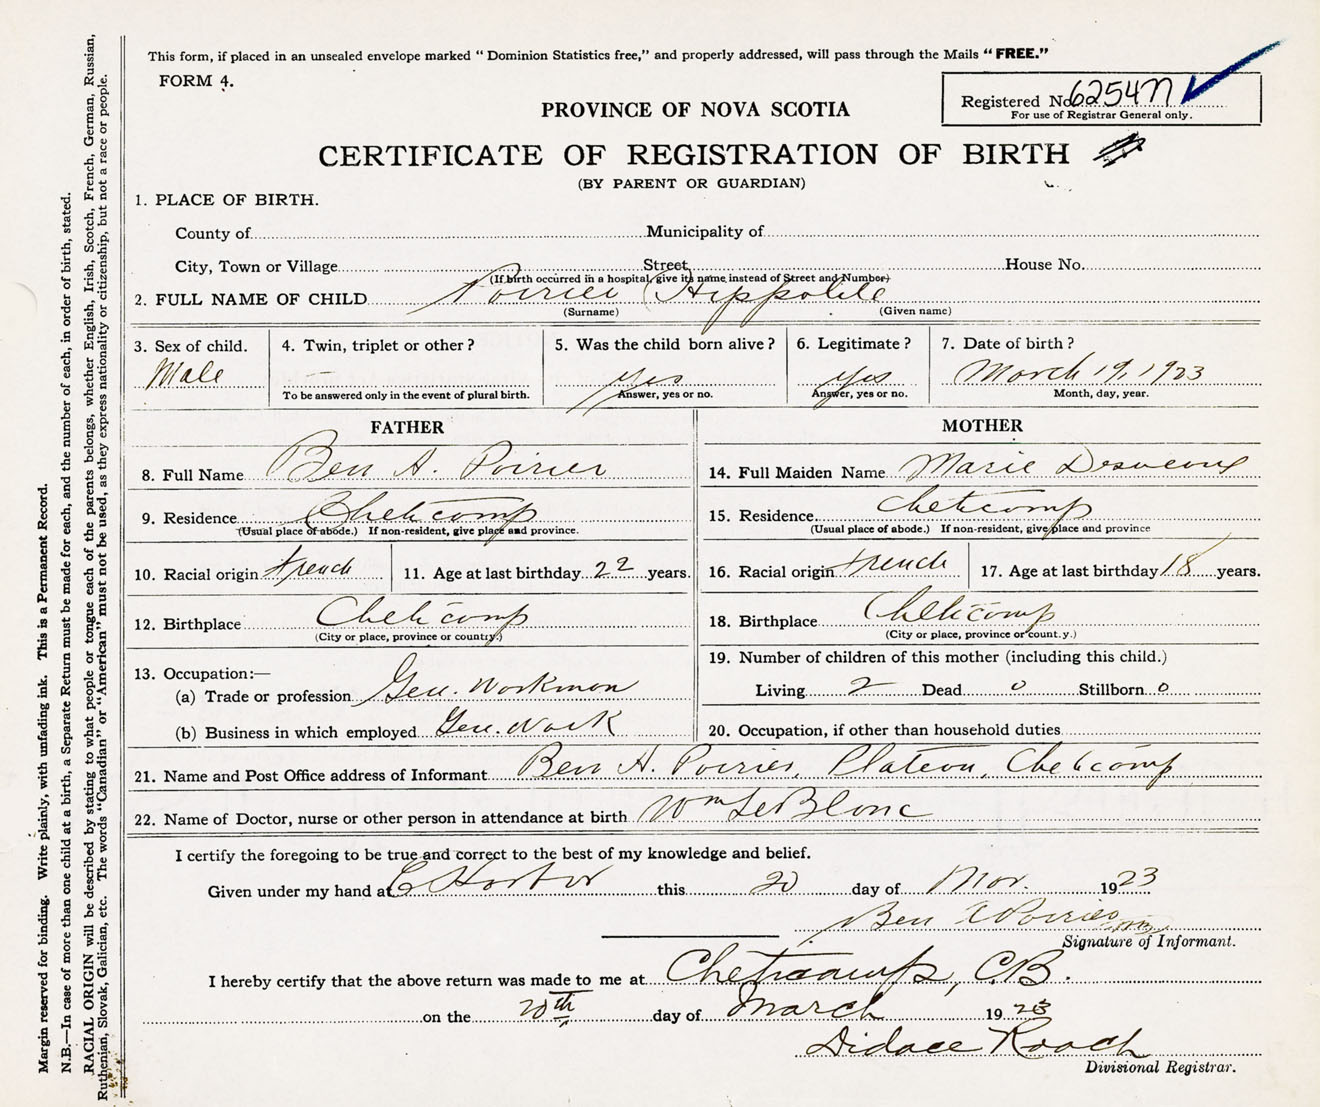 This form, if placed in an unsealed envelope marked "Dominion Statistics free," and properly addressed, will pass through the Mails "FREE."
FORM 4.
Registered No. 6254M
For use of Registrar General only.
PROVINCE OF NOVA SCOTIA
CERTIFICATE OF REGISTRATION OF BIRTH
(BY PARENT OR GUARDIAN)
1. PLACE OF BIRTH.
County of Municipality of
City, Town or Village Street House No.
(If birth occurred in a hospital, give its name instead of Street and Number)
2. FULL NAME OF CHILD Poirier Hippolite
(Surname) (Given name)
3. Sex of child. 4. Twin, triplet or other? 5. Was the child born alive? 6. Legitimate? 7. Date of birth?
Male — yes yes March 19, 1923
To be answered only in the event of plural birth. Answer, yes or no. Answer, yes or no. Month, day, year.
FATHER MOTHER
8. Full Name Ben A. Poirier 14. Full Maiden Name Marie Desveoux
9. Residence Cheticamp 15. Residence Cheticamp
(Usual place of abode.) If non-resident, give place and province. (Usual place of abode.) If non-resident, give place and province
10. Racial origin French 11. Age at last birthday 22 years. 16. Racial origin French 17. Age at last birthday 18 years.
12. Birthplace Cheticamp 18. Birthplace Cheticamp
(City or place, province or country.) (City or place, province or country.)
13. Occupation:— 19. Number of children of this mother (including this child.)
(a) Trade or profession Gen. Workman Living 2 Dead 0 Stillborn 0
(b) Business in which employed Gen. Work 20. Occupation, if other than household duties
21. Name and Post Office address of Informant Ben A. Poirier, Plateau, Cheticamp
22. Name of Doctor, nurse or other person in attendance at birth Wm LeBlanc
I certify the foregoing to be true and correct to the best of my knowledge and belief.
Given under my hand at E Harbor this 20 day of Mar. 1923
Ben A Poirier
Signature of Informant.
I hereby certify that the above return was made to me at Cheticamp, C.B.
on the 20th day of March 1923
Didace Roach
Divisional Registrar.
Margin reserved for binding. Write plainly, with unfading ink. This is a Permanent Record.
N.B.—In case of more than one child at a birth, a Separate Return must be made for each, and the number of each, in order of birth, stated.
RACIAL ORIGIN will be described by stating to what people or tongue each of the parents belongs, whether English, Irish, Scotch, French, German, Russian,
Ruthenian, Slovak, Galician, etc. The words "Canadian" or "American" must not be used, as they express nationality or citizenship, but not a race or people.